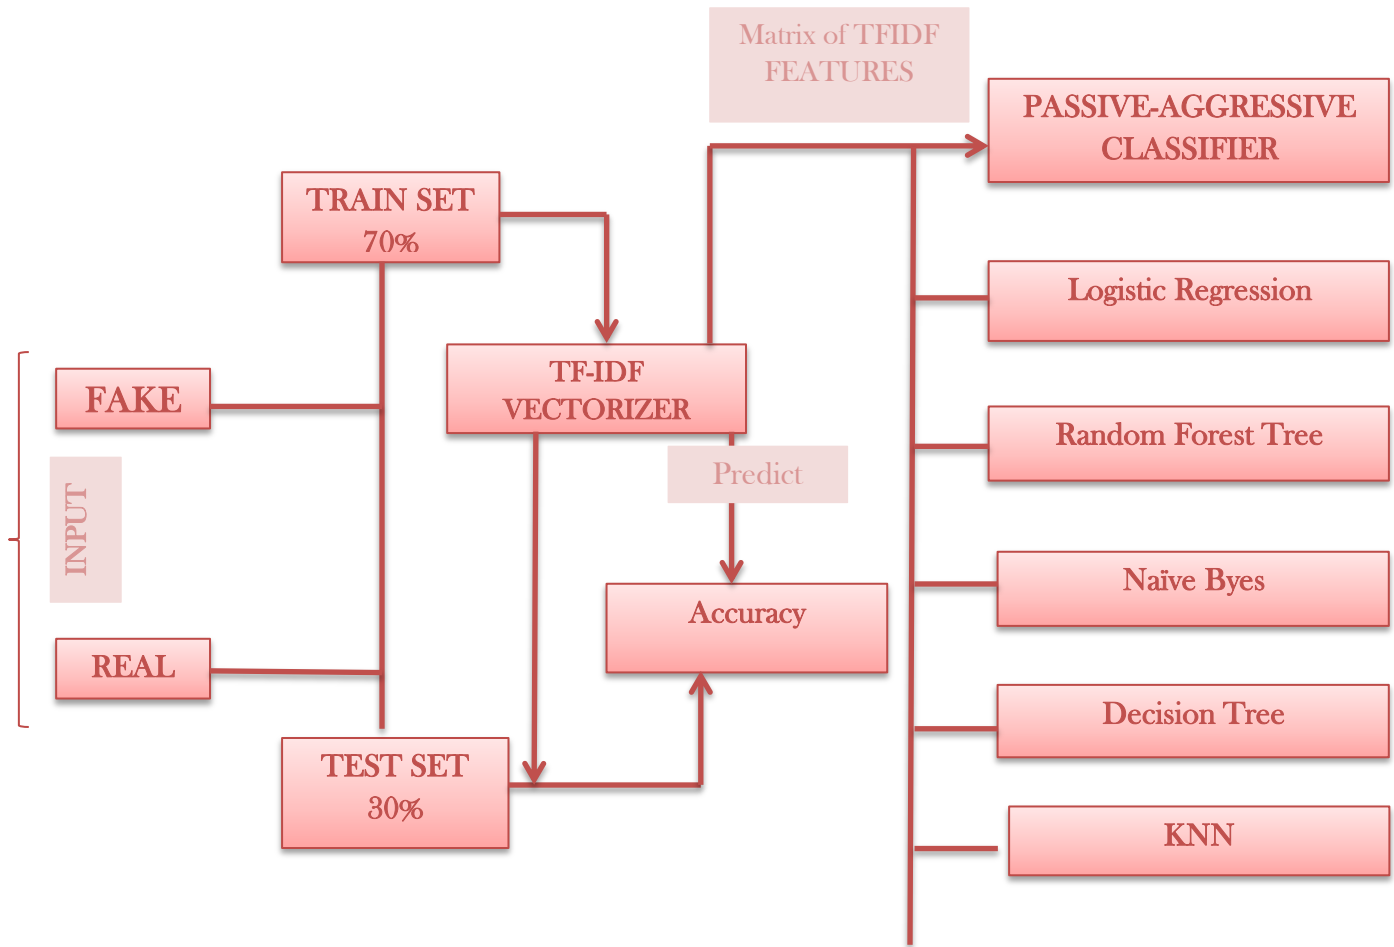 Matrix of TFIDF
FEATURES
PASSIVE-AGGRESSIVE
CLASSIFIER
TRAIN SET
70%
Logistic Regression
TF-IDF
VECTORIZER
FAKE
Random Forest Tree
Predict
INPUT
Naïve Byes
Accuracy
REAL
Decision Tree
TEST SET
30%
KNN